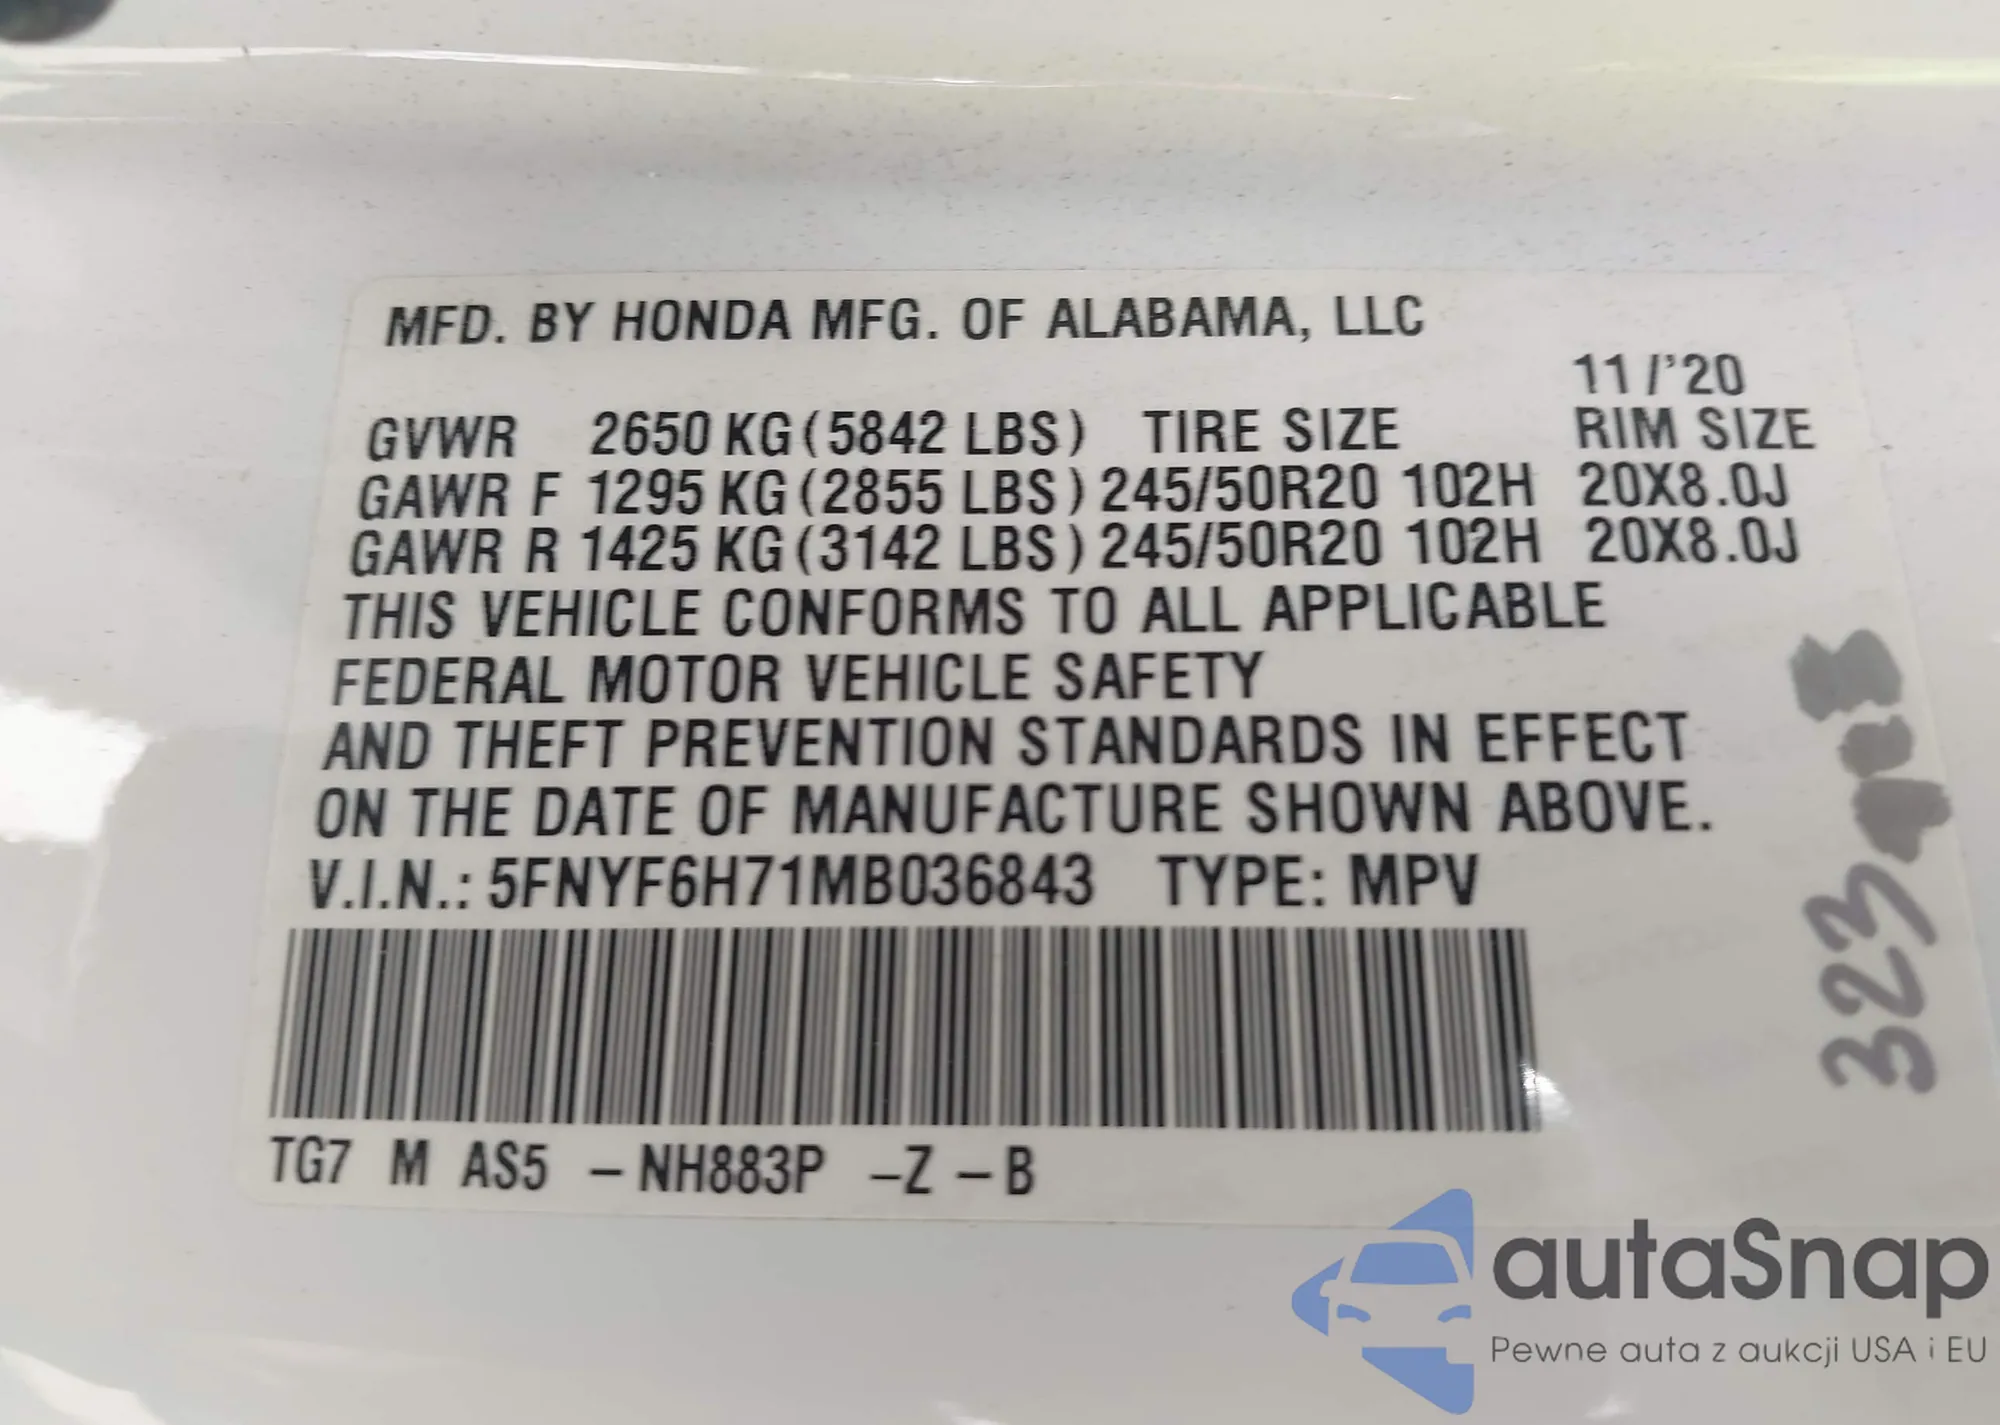 MFD. BY HONDA MFG. OF ALABAMA, LLC
11/'20
GVWR 2650 KG (5842 LBS) TIRE SIZE RIM SIZE
GAWR F 1295 KG (2855 LBS) 245/50R20 102H 20X8.0J
GAWR R 1425 KG (3142 LBS) 245/50R20 102H 20X8.0J
THIS VEHICLE CONFORMS TO ALL APPLICABLE
FEDERAL MOTOR VEHICLE SAFETY
AND THEFT PREVENTION STANDARDS IN EFFECT
ON THE DATE OF MANUFACTURE SHOWN ABOVE.
V.I.N.: 5FNYF6H71MB036843 TYPE: MPV
TG7 M AS5 -NH883P -Z -B
323
autaSnap
Pewne auta z aukcji USA i EU